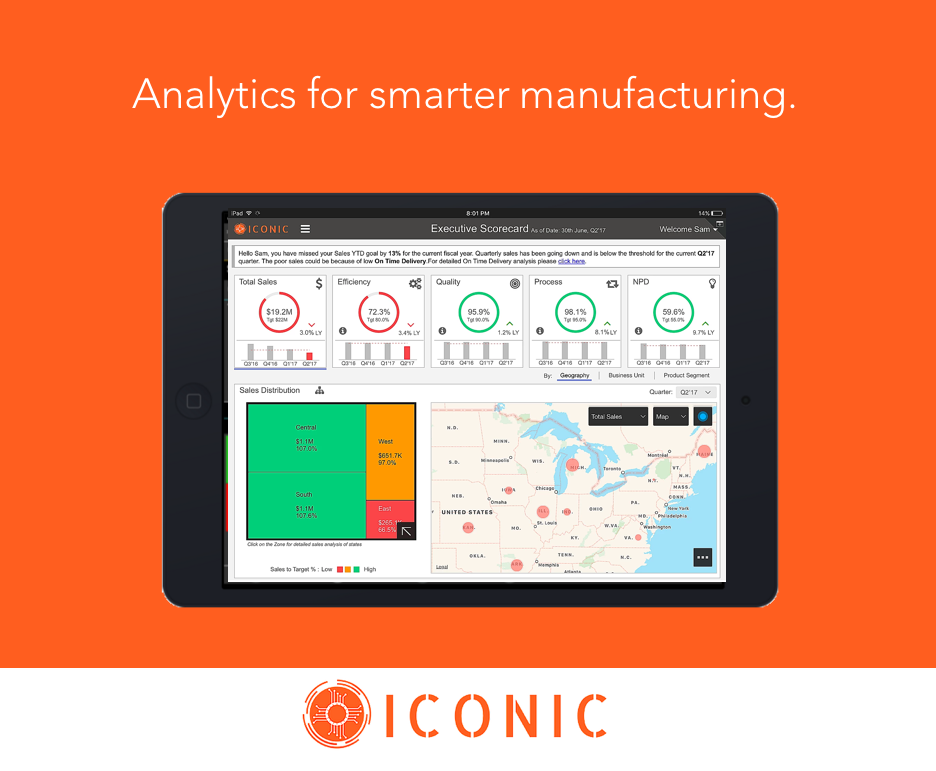 Analytics for smarter manufacturing.
iPad
8:01 PM
14%
ICONIC
Executive Scorecard As of Date: 30th June, Q2'17
Welcome Sam
Hello Sam, you have missed your Sales YTD goal by 13% for the current fiscal year. Quarterly sales has been going down and is below the threshold for the current Q2'17
quarter. The poor sales could be because of low On Time Delivery.For detailed On Time Delivery analysis please click here.
Total Sales $
$19.2M
Tgt $22M
3.0% LY
Q3'16 Q4'16 Q1'17 Q2'17
Efficiency
72.3%
Tgt 80.0%
3.4% LY
Q3'16 Q4'16 Q1'17 Q2'17
Quality
95.9%
Tgt 90.0%
1.2% LY
Q3'16 Q4'16 Q1'17 Q2'17
Process
98.1%
Tgt 95.0%
8.1% LY
Q3'16 Q4'16 Q1'17 Q2'17
NPD
59.6%
Tgt 55.0%
9.7% LY
Q3'16 Q4'16 Q1'17 Q2'17
By: Geography | Business Unit | Product Segment
Sales Distribution
Quarter: Q2'17
Central
$1.1M
107.0%
South
$1.1M
107.6%
West
$651.7K
97.0%
East
66.5%
Click on the Zone for detailed sales analysis of states
Sales to Target % : Low High
Total Sales
Map
N.D.
MINN.
Montréal
MAINE
S.D.
Minneapolis
WIS.
MICH.
Toronto
VT.
N.H.
N.Y.
MASS.
IOWA
Chicago
CONN.
NEB.
Omaha
PA.
New York
UNITED STATES
ILL.
IND.
OHIO
Philadelphia
KAN.
MO.
St. Louis
W.VA.
MD.
Washington
KY.
VA.
OKLA.
TENN.
N.C.
ARK.
Memphis
Legal
Atlanta
ICONIC